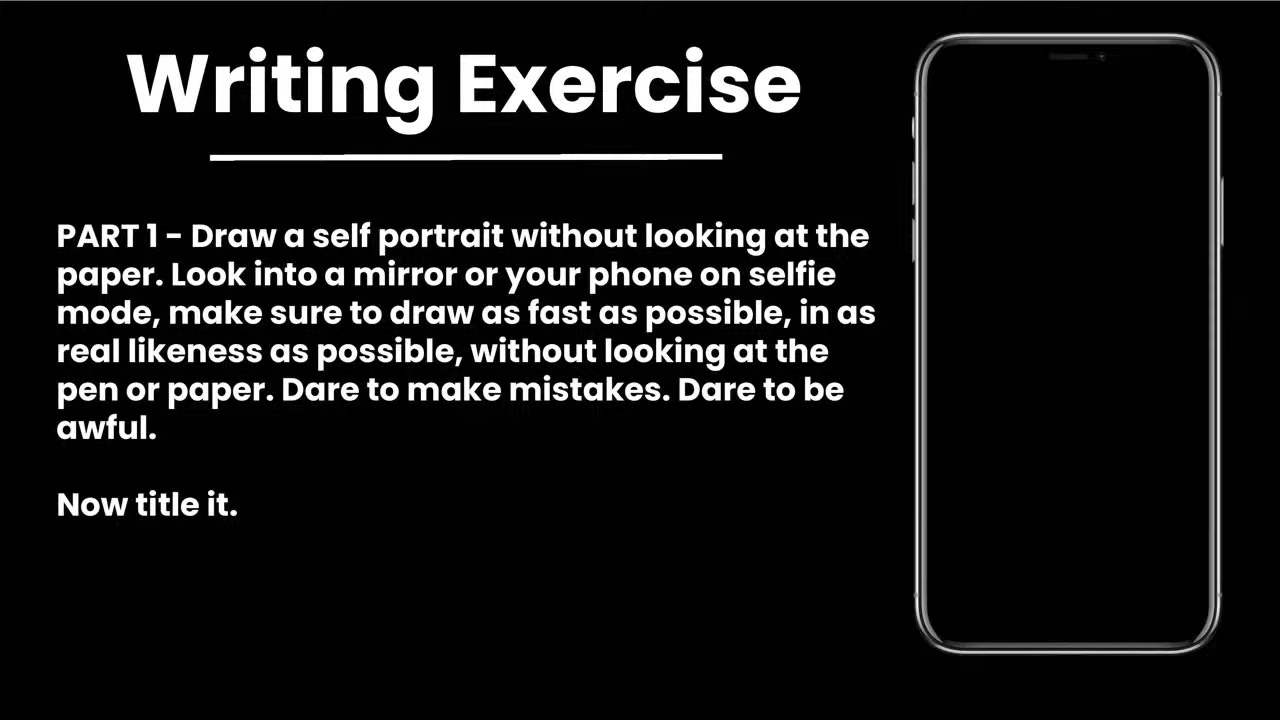 Writing Exercise
PART 1 - Draw a self portrait without looking at the
paper. Look into a mirror or your phone on selfie
mode, make sure to draw as fast as possible, in as
real likeness as possible, without looking at the
pen or paper. Dare to make mistakes. Dare to be
awful.
Now title it.